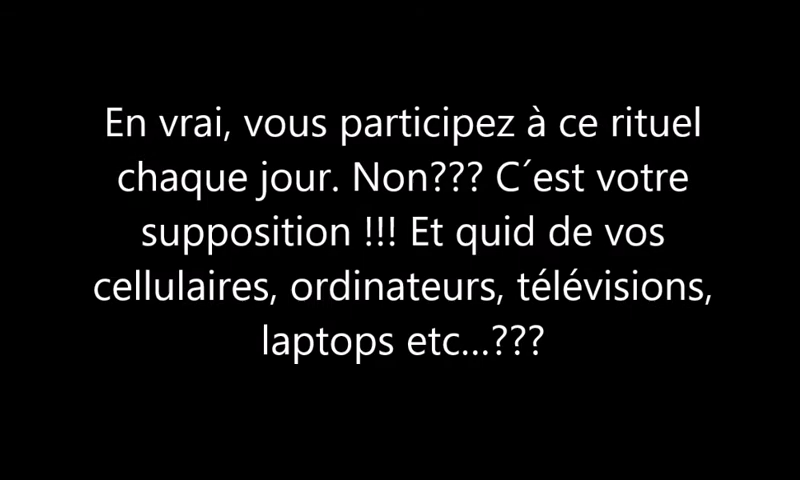 En vrai, vous participez à ce rituel
chaque jour. Non??? C´est votre
supposition !!! Et quid de vos
cellulaires, ordinateurs, télévisions,
laptops etc...???